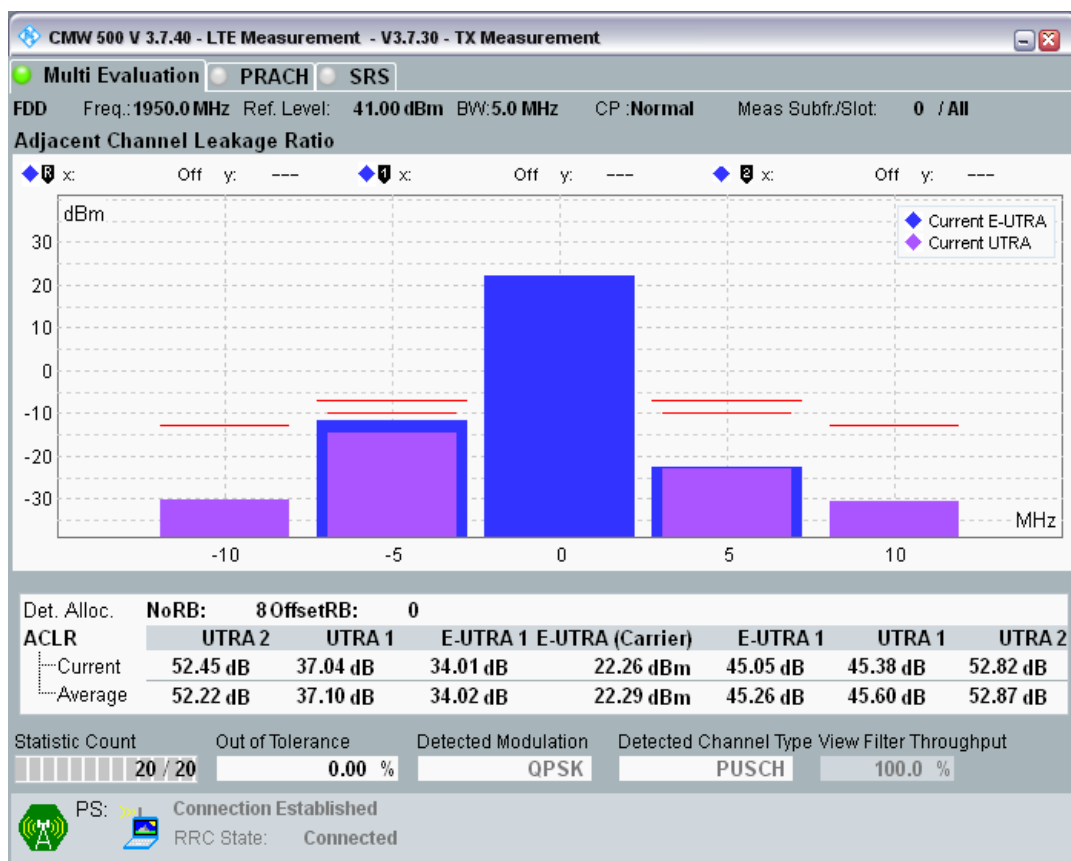 CMW 500 V 3.7.40 - LTE Measurement - V3.7.30 - TX Measurement
Multi Evaluation PRACH SRS
FDD Freq.: 1950.0 MHz Ref. Level: 41.00 dBm BW: 5.0 MHz CP : Normal Meas Subfr./Slot: 0 / All
Adjacent Channel Leakage Ratio
R x: Off y: --- 1 x: Off y: --- 2 x: Off y: ---
dBm
Current E-UTRA
Current UTRA
30
20
10
0
-10
-20
-30
MHz
-10 -5 0 5 10
Det. Alloc. NoRB: 8 OffsetRB: 0
ACLR UTRA 2 UTRA 1 E-UTRA 1 E-UTRA (Carrier) E-UTRA 1 UTRA 1 UTRA 2
Current 52.45 dB 37.04 dB 34.01 dB 22.26 dBm 45.05 dB 45.38 dB 52.82 dB
Average 52.22 dB 37.10 dB 34.02 dB 22.29 dBm 45.26 dB 45.60 dB 52.87 dB
Statistic Count Out of Tolerance Detected Modulation Detected Channel Type View Filter Throughput
20 / 20 0.00 % QPSK PUSCH 100.0 %
PS: Connection Established
RRC State: Connected